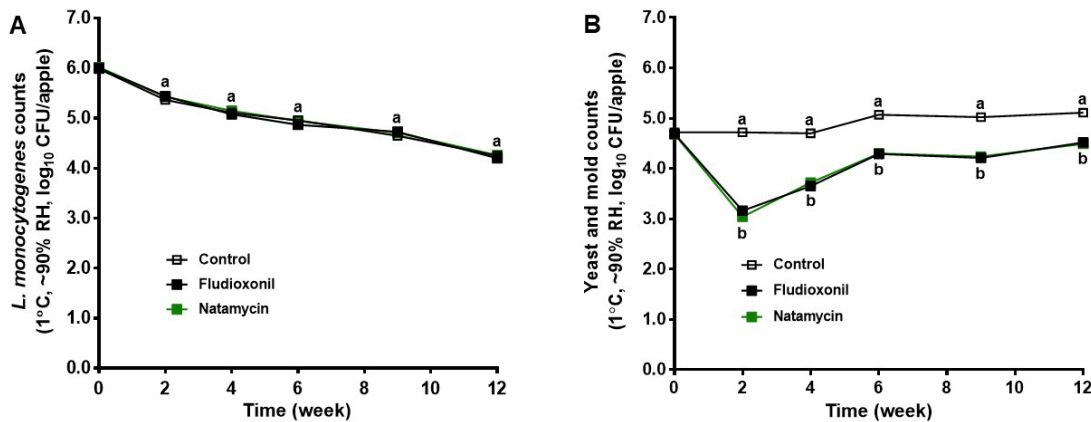 A
L. monocytogenes counts
(1°C, ~90% RH, log10 CFU/apple)
7.0
6.0
5.0
4.0
3.0
2.0
1.0
0.0
a
a
a
a
a
Control
Fludioxonil
Natamycin
0 2 4 6 8 10 12
Time (week)
B
Yeast and mold counts
(1°C, ~90% RH, log10 CFU/apple)
7.0
6.0
5.0
4.0
3.0
2.0
1.0
0.0
a
a
a
a
a
b
b
b
b
b
Control
Fludioxonil
Natamycin
0 2 4 6 8 10 12
Time (week)